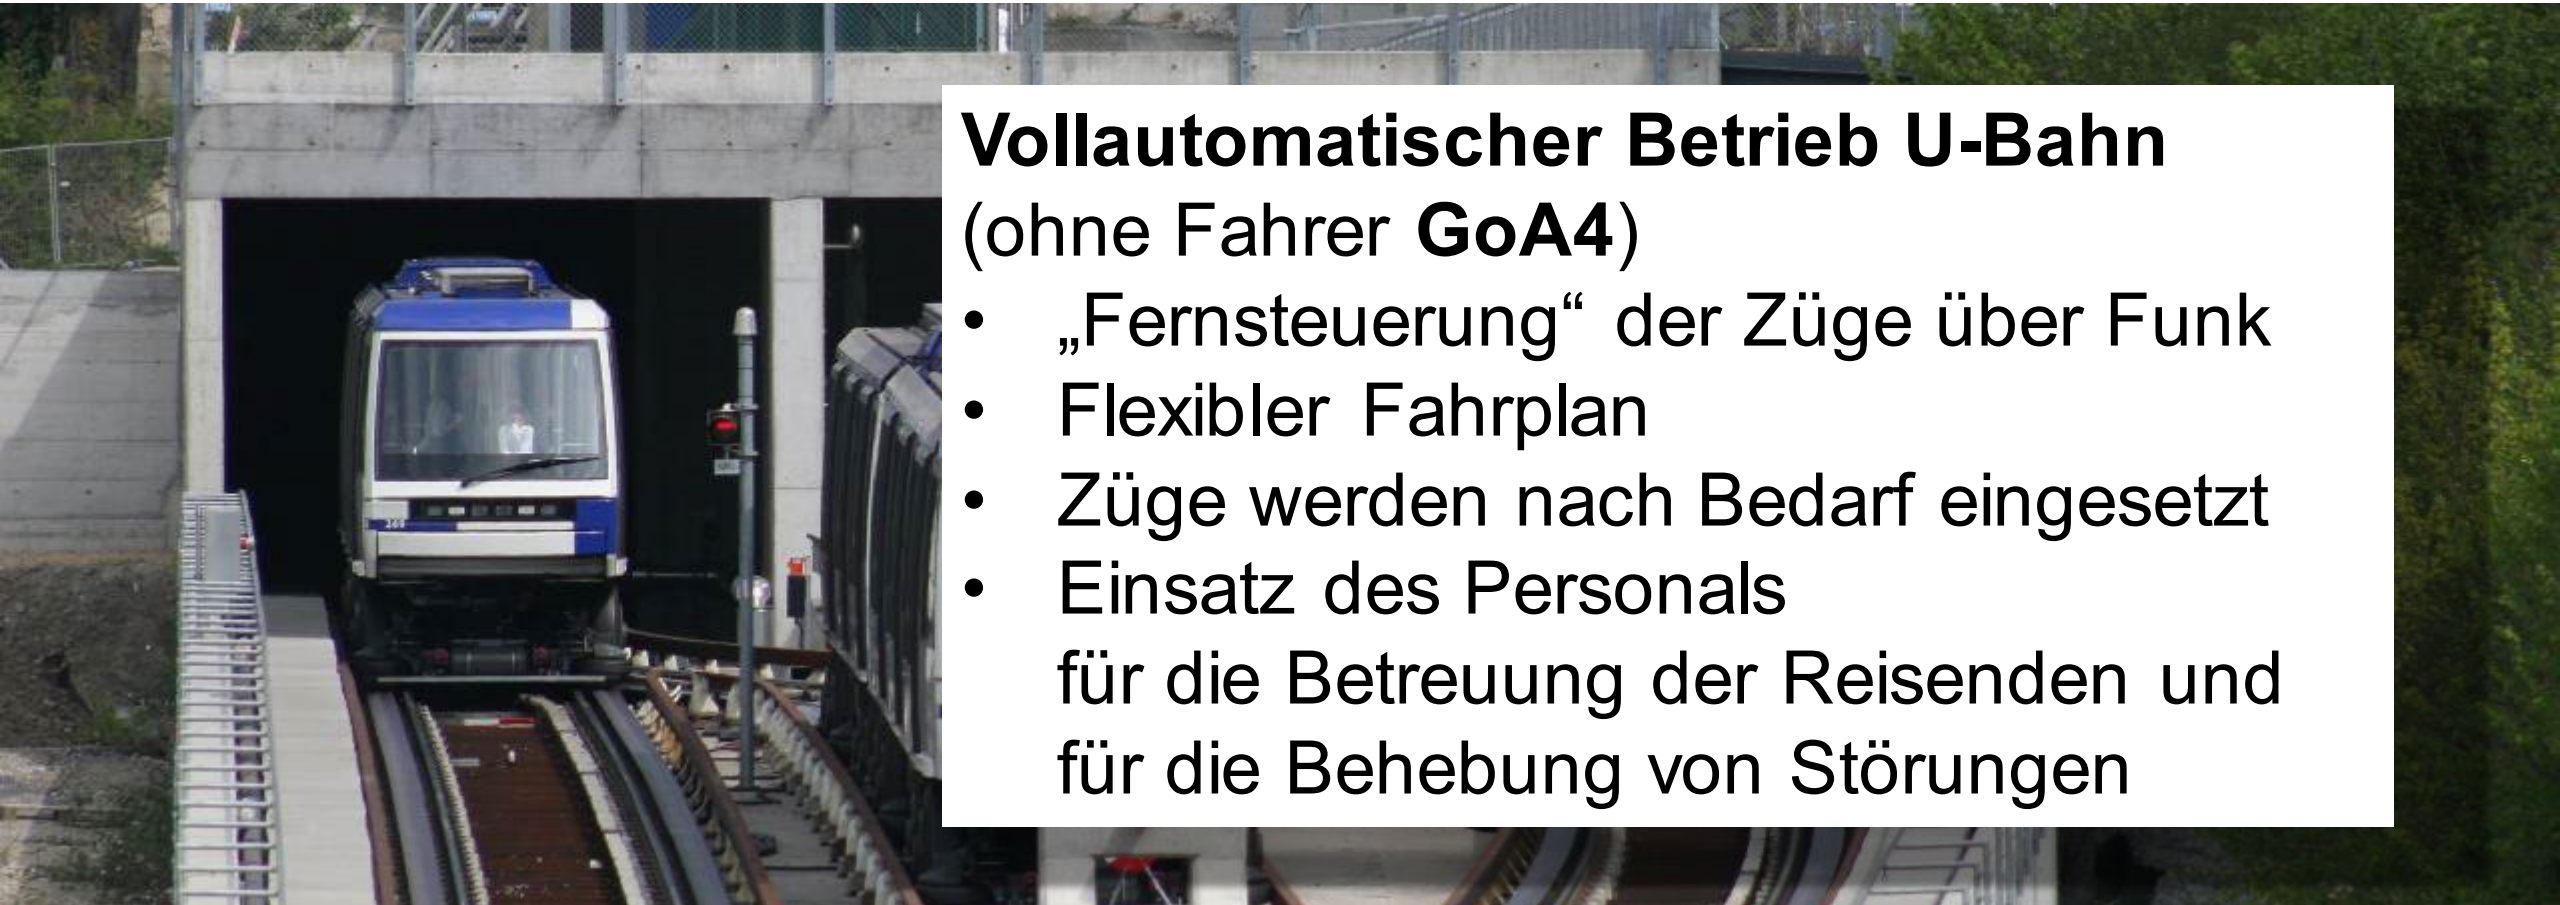 Vollautomatischer Betrieb U-Bahn
(ohne Fahrer GoA4)
• „Fernsteuerung“ der Züge über Funk
• Flexibler Fahrplan
• Züge werden nach Bedarf eingesetzt
• Einsatz des Personals
für die Betreuung der Reisenden und
für die Behebung von Störungen